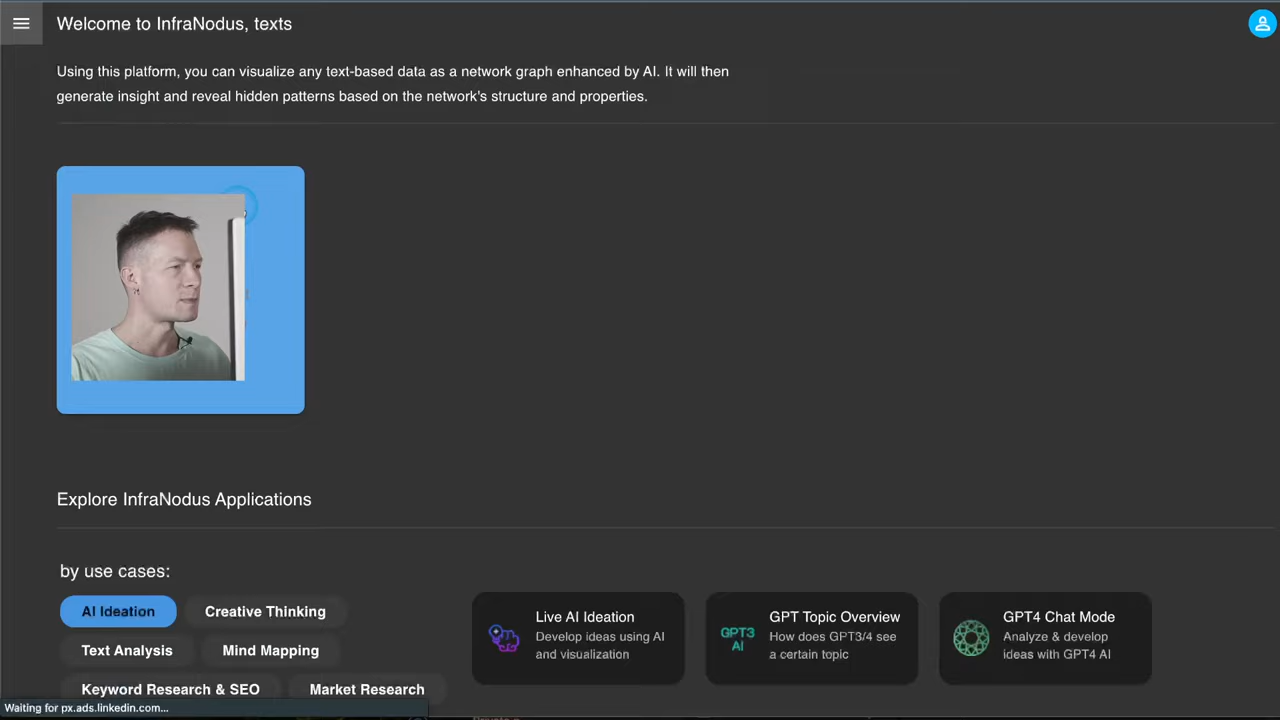 Welcome to InfraNodus, texts
Using this platform, you can visualize any text-based data as a network graph enhanced by AI. It will then
generate insight and reveal hidden patterns based on the network's structure and properties.
Explore InfraNodus Applications
by use cases:
AI Ideation
Creative Thinking
Text Analysis
Mind Mapping
Keyword Research & SEO
Market Research
Live AI Ideation
Develop ideas using AI
and visualization
GPT3
AI
GPT Topic Overview
How does GPT3/4 see
a certain topic
GPT4 Chat Mode
Analyze & develop
ideas with GPT4 AI
Waiting for px.ads.linkedin.com...